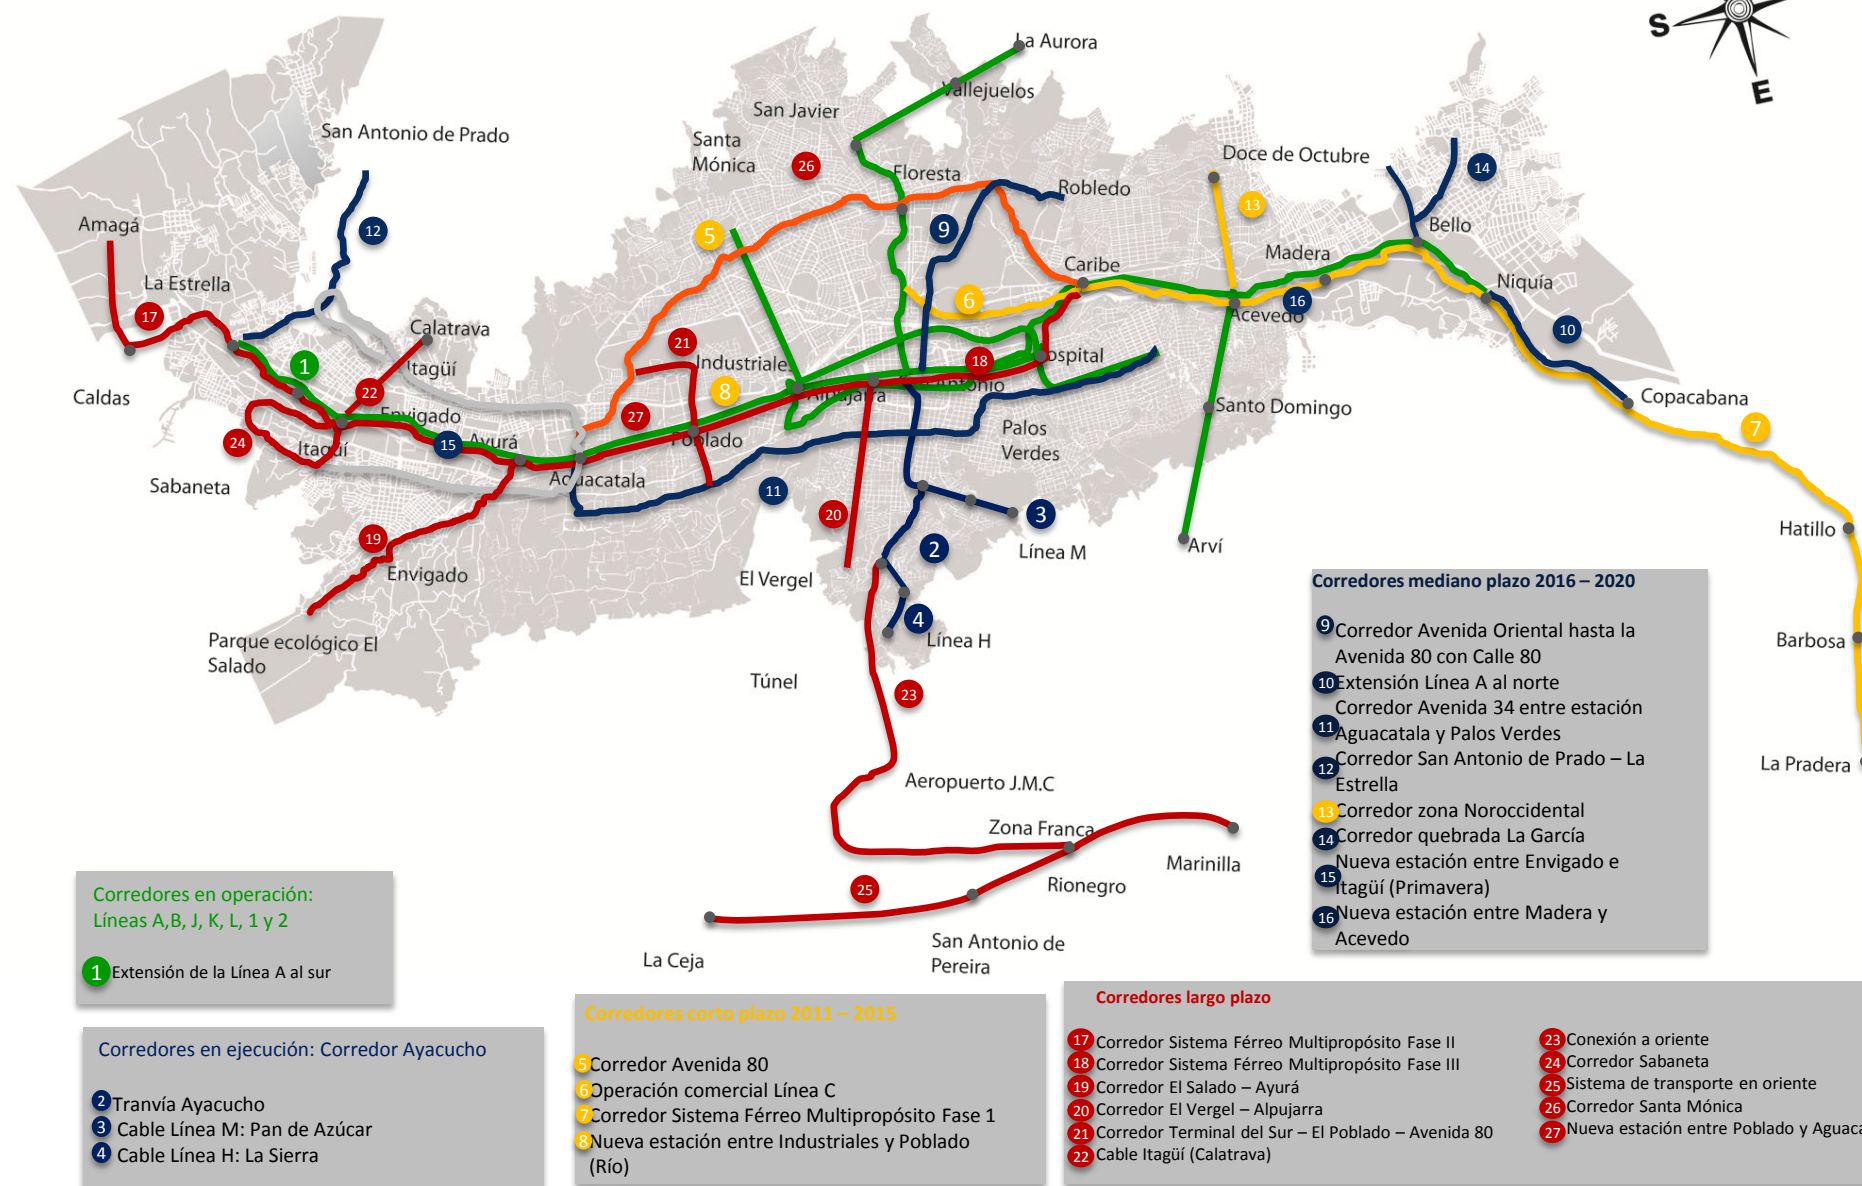 S
E
La Aurora
Vallejuelos
San Javier
Santa
Mónica
26
Floresta
San Antonio de Prado
12
Doce de Octubre
14
13
Robledo
9
5
Bello
Madera
Amagá
La Estrella
17
Caribe
Niquía
6
16
Acevedo
10
Calatrava
Itagüí
1
22
21
Industriales
18
Hospital
Antonio
Alpujarra
8
27
Poblado
Caldas
24
Envigado
Itagüí
15
Ayurá
Aguacatala
Sabaneta
Palos
Verdes
Santo Domingo
Copacabana
7
11
20
3
2
Línea M
Arví
Hatillo
19
Envigado
El Vergel
4
Línea H
Parque ecológico El
Salado
Túnel
23
Barbosa
La Pradera
Aeropuerto J.M.C
Zona Franca
Marinilla
Rionegro
25
San Antonio de
Pereira
La Ceja
Corredores mediano plazo 2016 – 2020
9 Corredor Avenida Oriental hasta la
Avenida 80 con Calle 80
10 Extensión Línea A al norte
11 Corredor Avenida 34 entre estación
Aguacatala y Palos Verdes
12 Corredor San Antonio de Prado – La
Estrella
13 Corredor zona Noroccidental
14 Corredor quebrada La García
15 Nueva estación entre Envigado e
Itagüí (Primavera)
16 Nueva estación entre Madera y
Acevedo
Corredores en operación:
Líneas A,B, J, K, L, 1 y 2
1 Extensión de la Línea A al sur
Corredores en ejecución: Corredor Ayacucho
2 Tranvía Ayacucho
3 Cable Línea M: Pan de Azúcar
4 Cable Línea H: La Sierra
Corredores corto plazo 2011 – 2015
5 Corredor Avenida 80
6 Operación comercial Línea C
7 Corredor Sistema Férreo Multipropósito Fase 1
8 Nueva estación entre Industriales y Poblado
(Río)
Corredores largo plazo
17 Corredor Sistema Férreo Multipropósito Fase II
18 Corredor Sistema Férreo Multipropósito Fase III
19 Corredor El Salado – Ayurá
20 Corredor El Vergel – Alpujarra
21 Corredor Terminal del Sur – El Poblado – Avenida 80
22 Cable Itagüí (Calatrava)
23 Conexión a oriente
24 Corredor Sabaneta
25 Sistema de transporte en oriente
26 Corredor Santa Mónica
27 Nueva estación entre Poblado y Aguaca